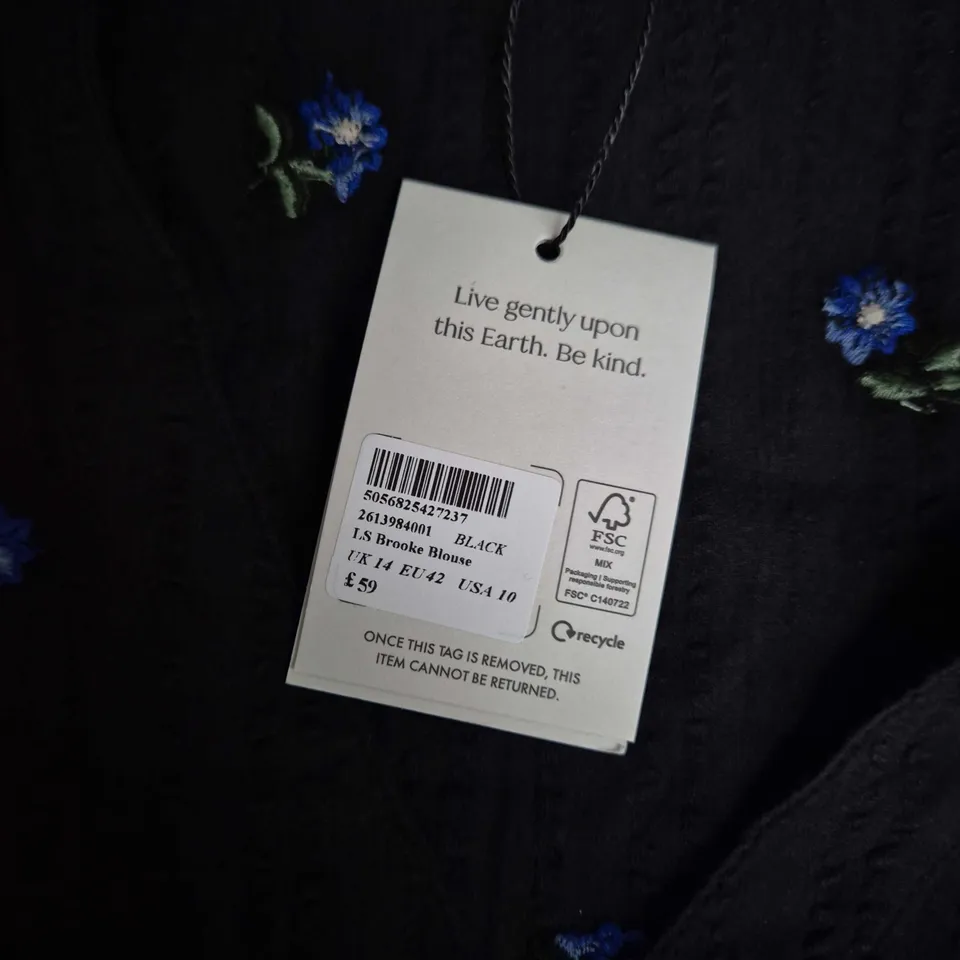 Live gently upon
this Earth. Be kind.
5056825427237
2613984001 BLACK
LS Brooke Blouse
UK 14 EU42 USA 10
£59
FSC
www.fsc.org
MIX
Packaging | Supporting
responsible forestry
FSC® C140722
recycle
ONCE THIS TAG IS REMOVED, THIS
ITEM CANNOT BE RETURNED.